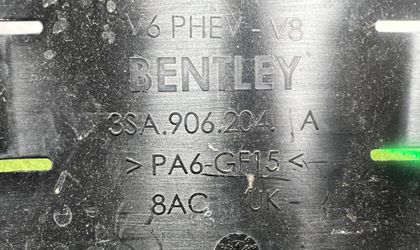 V6 PHEV - V8
BENTLEY
3SA.906.204. A
>PA6-GF15<
8AC UK